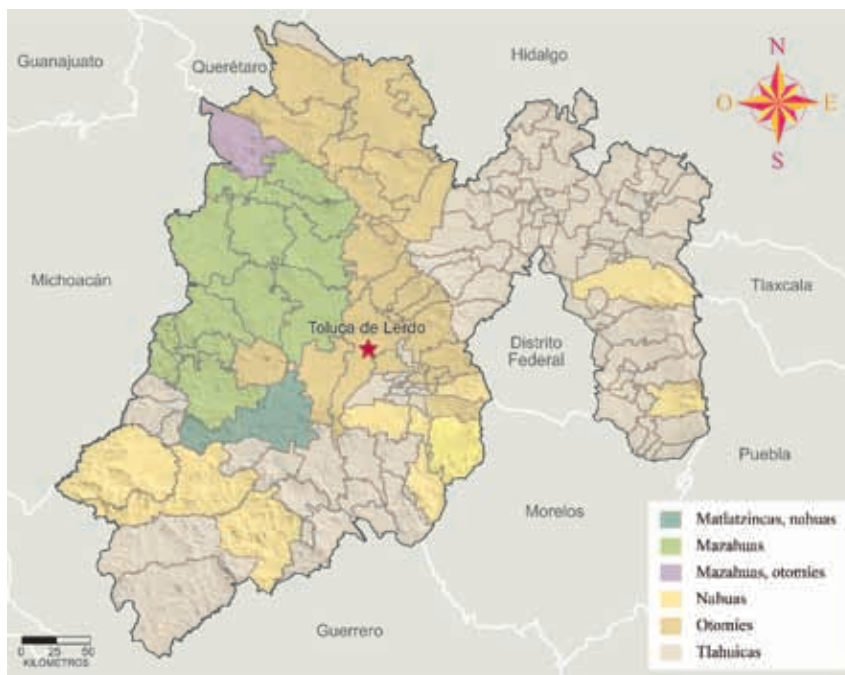 Guanajuato
Querétaro
Hidalgo
N
O
E
S
Michoacán
Tlaxcala
Toluca de Lerdo
Distrito
Federal
Puebla
Morelos
Guerrero
Matlatzincas, nahuas
Mazahuas
Mazahuas, otomíes
Nahuas
Otomíes
Tlahuicas
0 25 50
KILÓMETROS